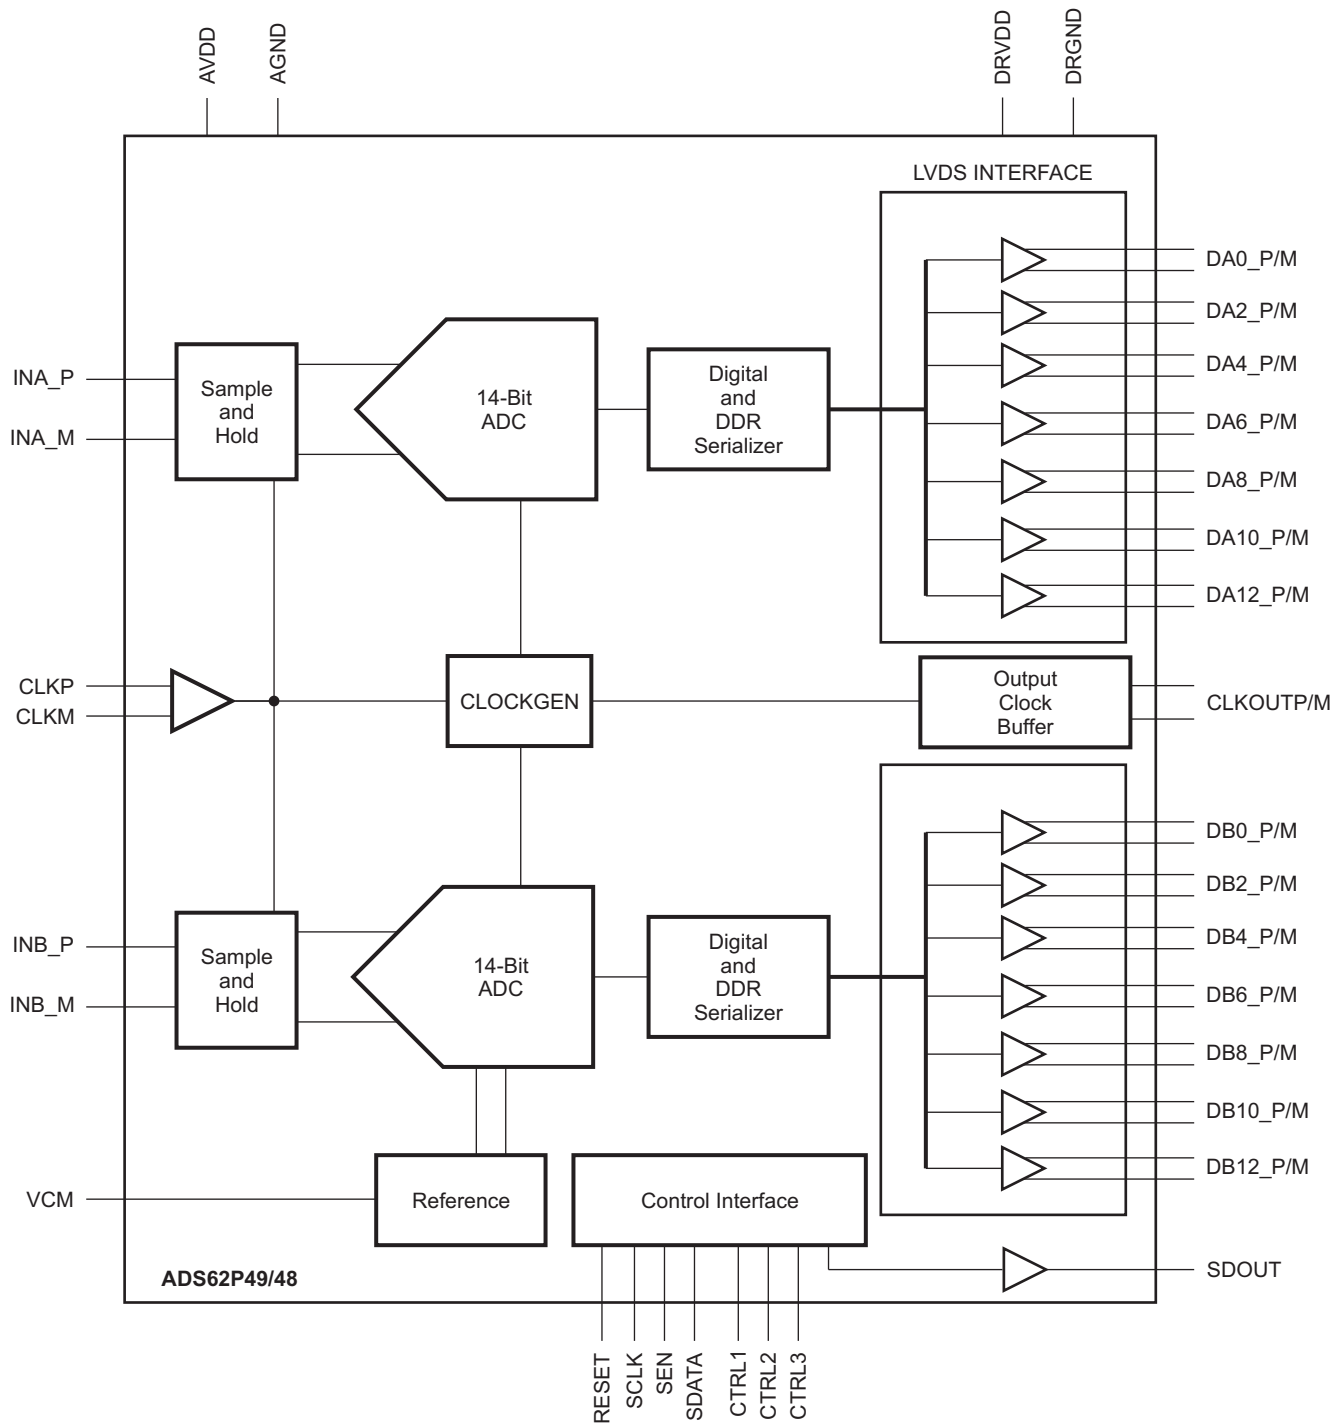 AVDD
AGND
DRVDD
DRGND
LVDS INTERFACE
DA0_P/M
DA2_P/M
DA4_P/M
DA6_P/M
DA8_P/M
DA10_P/M
DA12_P/M
INA_P
INA_M
Sample
and
Hold
14-Bit
ADC
Digital
and
DDR
Serializer
CLKP
CLKM
CLOCKGEN
Output
Clock
Buffer
CLKOUTP/M
INB_P
INB_M
Sample
and
Hold
14-Bit
ADC
Digital
and
DDR
Serializer
DB0_P/M
DB2_P/M
DB4_P/M
DB6_P/M
DB8_P/M
DB10_P/M
DB12_P/M
VCM
Reference
Control Interface
SDOUT
ADS62P49/48
RESET
SCLK
SEN
SDATA
CTRL1
CTRL2
CTRL3